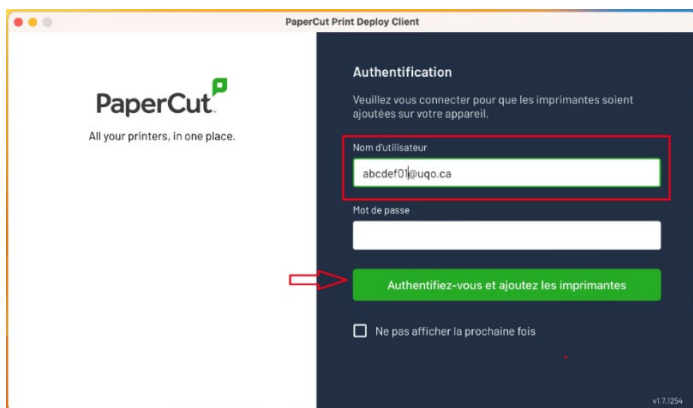 PaperCut Print Deploy Client
PaperCut
All your printers, in one place.
Authentification
Veuillez vous connecter pour que les imprimantes soient
ajoutées sur votre appareil.
Nom d'utilisateur
abcdef01@uqo.ca
Mot de passe
Authentifiez-vous et ajoutez les imprimantes
Ne pas afficher la prochaine fois
v1.7.1254